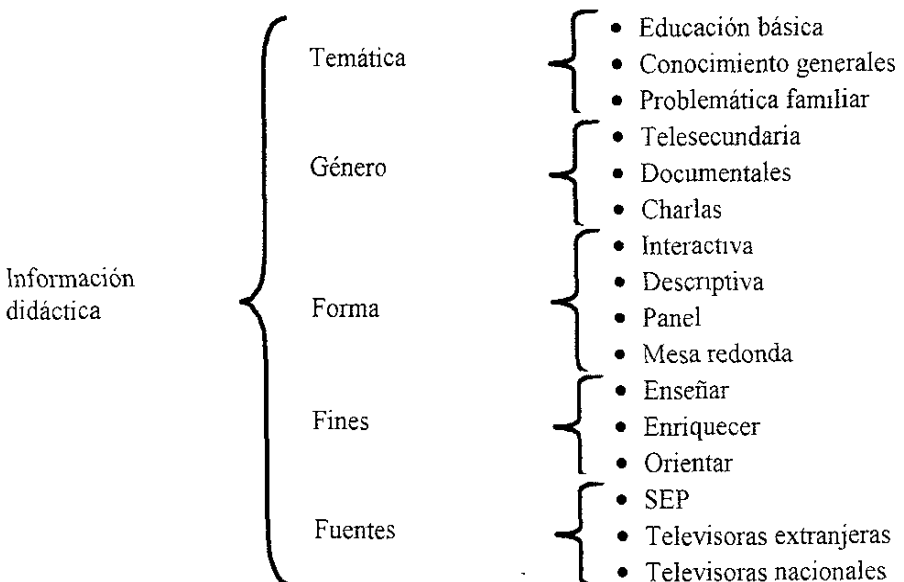 Información
didáctica
Temática
• Educación básica
• Conocimiento generales
• Problemática familiar
Género
• Telesecundaria
• Documentales
• Charlas
Forma
• Interactiva
• Descriptiva
• Panel
• Mesa redonda
Fines
• Enseñar
• Enriquecer
• Orientar
Fuentes
• SEP
• Televisoras extranjeras
• Televisoras nacionales